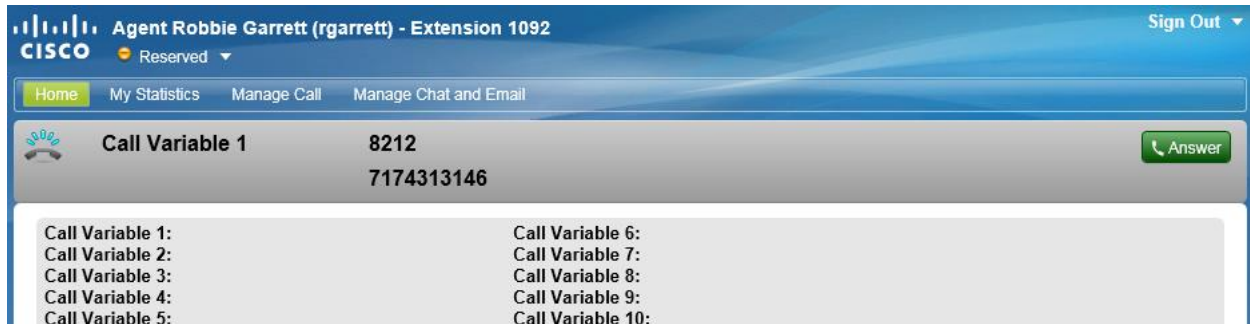 CISCO Agent Robbie Garrett (rgarrett) - Extension 1092 Sign Out
Reserved
Home My Statistics Manage Call Manage Chat and Email
Call Variable 1 8212 Answer
7174313146
Call Variable 1: Call Variable 6:
Call Variable 2: Call Variable 7:
Call Variable 3: Call Variable 8:
Call Variable 4: Call Variable 9:
Call Variable 5: Call Variable 10: